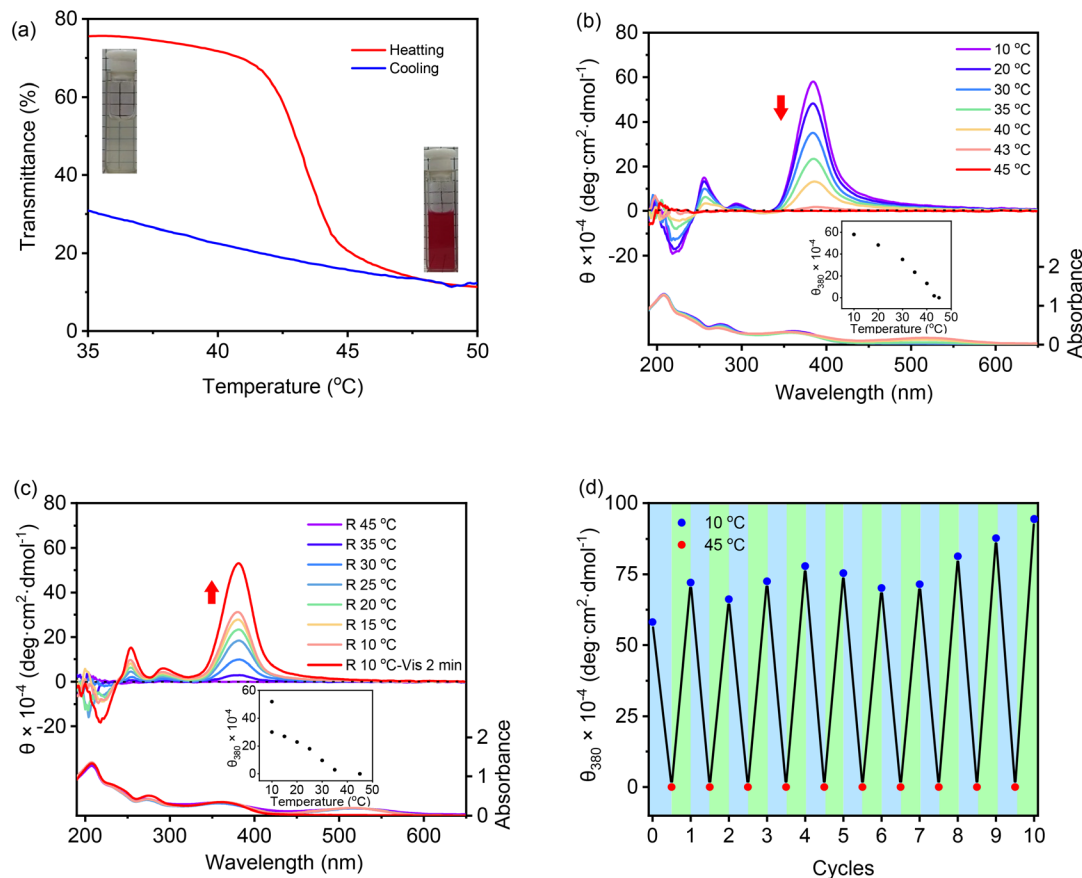 (a)
80
60
40
20
0
Transmittance (%)
Heatting
Cooling
35
40
45
50
Temperature (°C)
(b)
80
60
40
20
0
-20
θ ×10⁻⁴ (deg·cm²·dmol⁻¹)
10 °C
20 °C
30 °C
35 °C
40 °C
43 °C
45 °C
60
40
20
0
θ₃₈₀ × 10⁻⁴
10 20 30 40 50
Temperature (°C)
2
1
0
Absorbance
200 300 400 500 600
Wavelength (nm)
(c)
80
60
40
20
0
-20
θ × 10⁻⁴ (deg·cm²·dmol⁻¹)
R 45 °C
R 35 °C
R 30 °C
R 25 °C
R 20 °C
R 15 °C
R 10 °C
R 10 °C-Vis 2 min
60
40
20
0
θ₃₈₀ × 10⁻⁴
10 20 30 40 50
Temperature (°C)
2
1
0
Absorbance
200 300 400 500 600
Wavelength (nm)
(d)
100
75
50
25
0
θ₃₈₀ × 10⁻⁴ (deg·cm²·dmol⁻¹)
10 °C
45 °C
0 1 2 3 4 5 6 7 8 9 10
Cycles